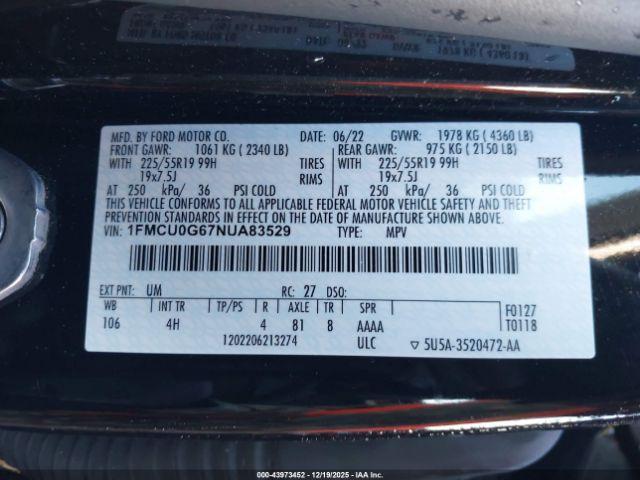 MFD. BY FORD MOTOR CO. DATE: 06/22 GVWR: 1978 KG ( 4360 LB)
FRONT GAWR: 1061 KG ( 2340 LB) REAR GAWR: 975 KG ( 2150 LB)
WITH 225/55R19 99H TIRES WITH 225/55R19 99H TIRES
19x7.5J RIMS 19x7.5J RIMS
AT 250 kPa/ 36 PSI COLD AT 250 kPa/ 36 PSI COLD
THIS VEHICLE CONFORMS TO ALL APPLICABLE FEDERAL MOTOR VEHICLE SAFETY AND THEFT
PREVENTION STANDARDS IN EFFECT ON THE DATE OF MANUFACTURE SHOWN ABOVE.
VIN: 1FMCU0G67NUA83529 TYPE: MPV
EXT PNT: UM RC: 27 DSO:
WB INT TR TP/PS R AXLE TR SPR F0127
106 4H 4 81 8 AAAA T0118
1202206213274 ULC ▽ 5U5A-3520472-AA
200-43973452 - 12/19/2025 - IAAI.COM